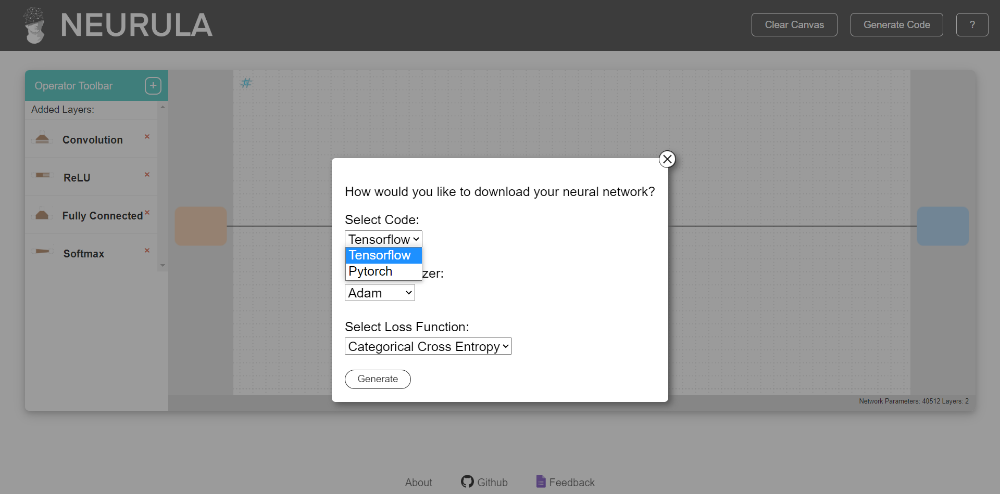 NEURULA
Clear Canvas
Generate Code
?
Operator Toolbar
+
Added Layers:
Convolution
×
ReLU
×
Fully Connected
×
Softmax
×
How would you like to download your neural network?
Select Code:
Tensorflow
Tensorflow
Pytorch
zer:
Adam
Select Loss Function:
Categorical Cross Entropy
Generate
Network Parameters: 40512 Layers: 2
About
Github
Feedback